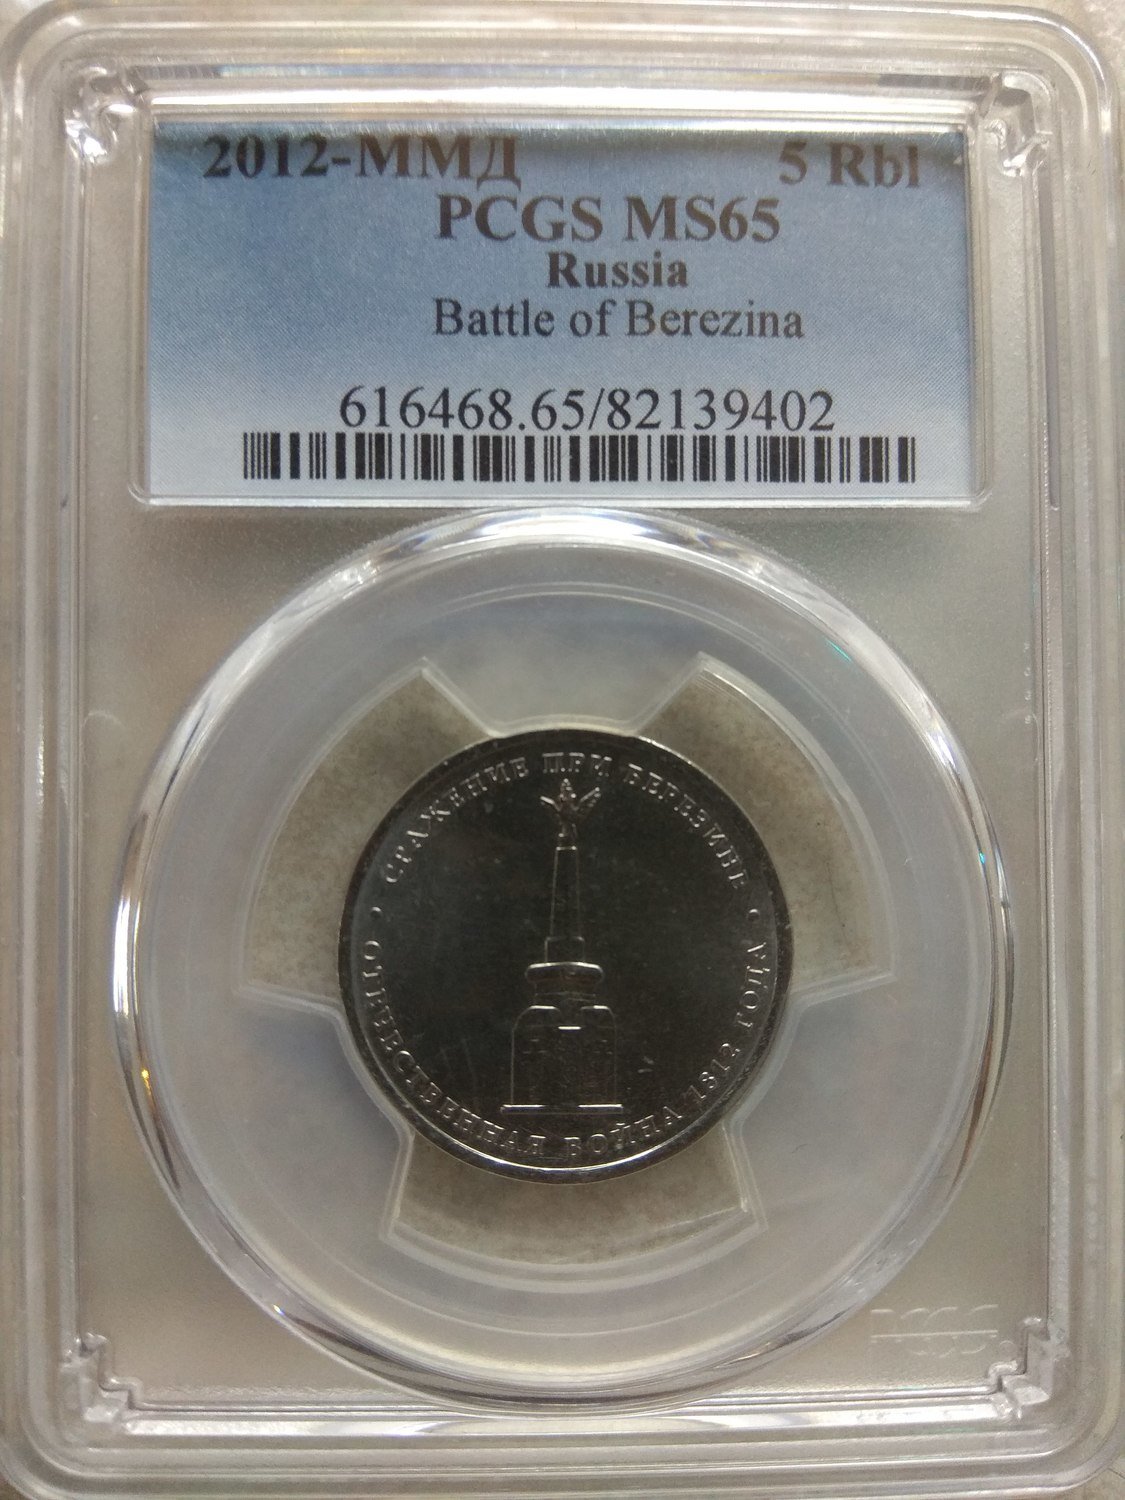 2012-ММД 5 Rbl
PCGS MS65
Russia
Battle of Berezina
616468.65/82139402
СРАЖЕНИЕ ПРИ БЕРЕЗИНЕ
ОТЕЧЕСТВЕННАЯ ВОЙНА 1812 ГОДА
PCGS